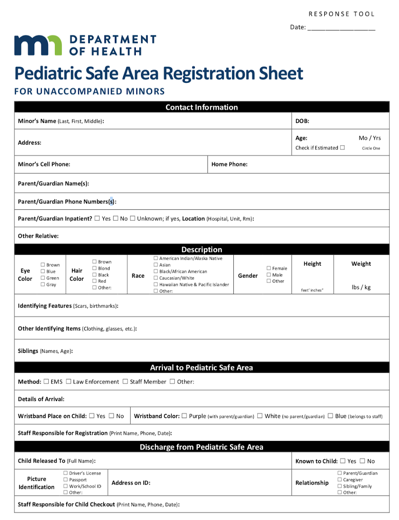 RESPONSE TOOL
Date: ____________________
DEPARTMENT
OF HEALTH
Pediatric Safe Area Registration Sheet
FOR UNACCOMPANIED MINORS
Contact Information
Minor's Name (Last, First, Middle): DOB:
Address: Age: Mo / Yrs
Check if Estimated ☐ Circle One
Minor's Cell Phone: Home Phone:
Parent/Guardian Name(s):
Parent/Guardian Phone Numbers(s):
Parent/Guardian Inpatient? ☐ Yes ☐ No ☐ Unknown; if yes, Location (Hospital, Unit, Rm):
Other Relative:
Description
Eye Color ☐ Brown ☐ Blue ☐ Green ☐ Gray
Hair Color ☐ Brown ☐ Blond ☐ Black ☐ Red ☐ Other:
Race ☐ American Indian/Alaska Native ☐ Asian ☐ Black/African American ☐ Caucasian/White ☐ Hawaiian Native & Pacific Islander ☐ Other:
Gender ☐ Female ☐ Male ☐ Other
Height Feet' Inches"
Weight lbs / kg
Identifying Features (Scars, birthmarks):
Other Identifying Items (Clothing, glasses, etc.):
Siblings (Names, Age):
Arrival to Pediatric Safe Area
Method: ☐ EMS ☐ Law Enforcement ☐ Staff Member ☐ Other:
Details of Arrival:
Wristband Place on Child: ☐ Yes ☐ No Wristband Color: ☐ Purple (with parent/guardian) ☐ White (no parent/guardian) ☐ Blue (belongs to staff)
Staff Responsible for Registration (Print Name, Phone, Date):
Discharge from Pediatric Safe Area
Child Released To (Full Name): Known to Child: ☐ Yes ☐ No
Picture Identification ☐ Driver's License ☐ Passport ☐ Work/School ID ☐ Other:
Address on ID:
Relationship ☐ Parent/Guardian ☐ Caregiver ☐ Sibling/Family ☐ Other:
Staff Responsible for Child Checkout (Print Name, Phone, Date):